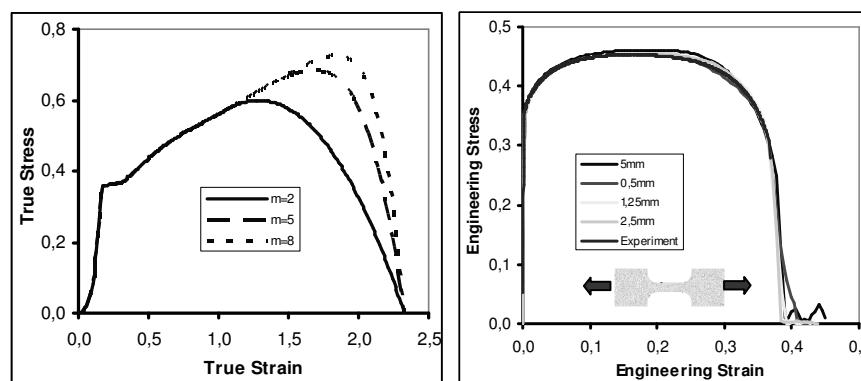 0,8
0,6
0,4
0,2
0,0
0,0 0,5 1,0 1,5 2,0 2,5
True Stress
True Strain
m=2
m=5
m=8
0,5
0,4
0,3
0,2
0,1
0,0
0,0 0,1 0,2 0,3 0,4
Engineering Stress
Engineering Strain
5mm
0,5mm
1,25mm
2,5mm
Experiment